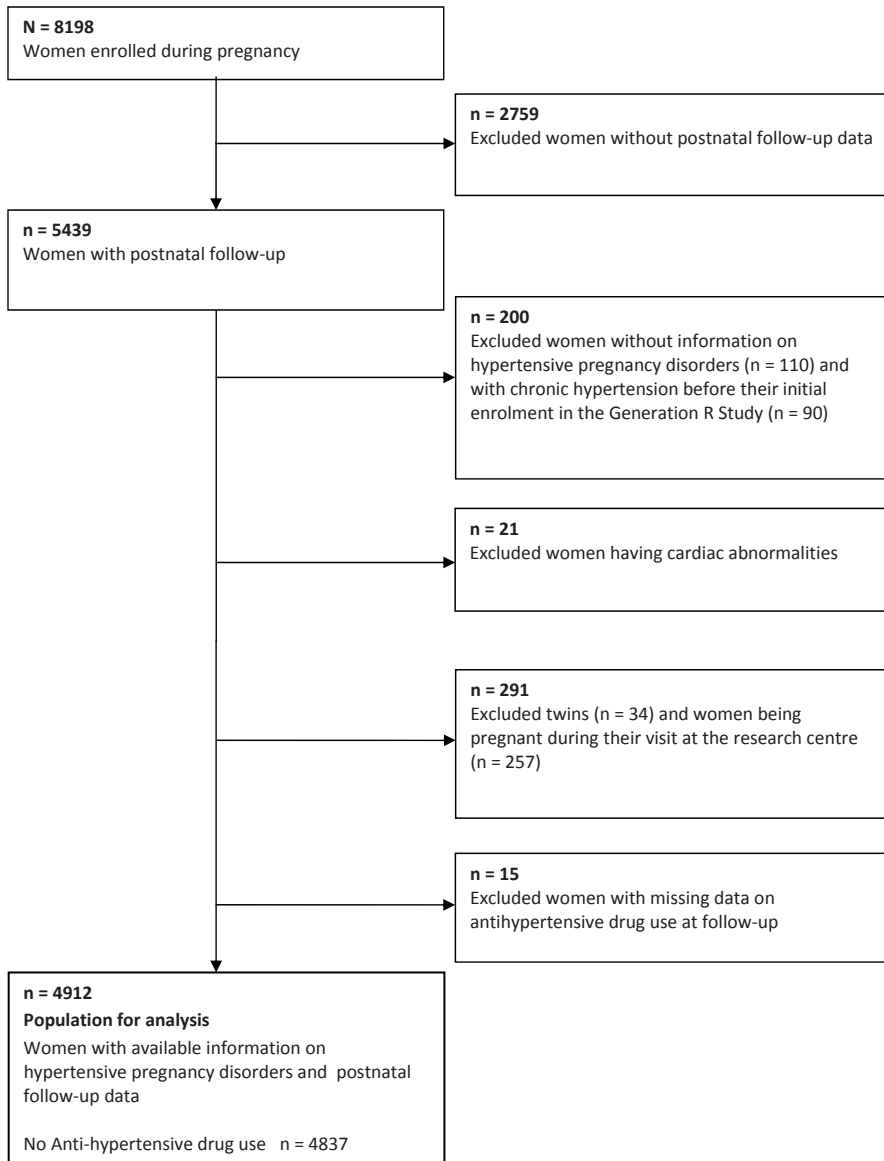 N = 8198
Women enrolled during pregnancy
n = 2759
Excluded women without postnatal follow-up data
n = 5439
Women with postnatal follow-up
n = 200
Excluded women without information on
hypertensive pregnancy disorders (n = 110) and
with chronic hypertension before their initial
enrolment in the Generation R Study (n = 90)
n = 21
Excluded women having cardiac abnormalities
n = 291
Excluded twins (n = 34) and women being
pregnant during their visit at the research centre
(n = 257)
n = 15
Excluded women with missing data on
antihypertensive drug use at follow-up
n = 4912
Population for analysis
Women with available information on
hypertensive pregnancy disorders and postnatal
follow-up data
No Anti-hypertensive drug use n = 4837